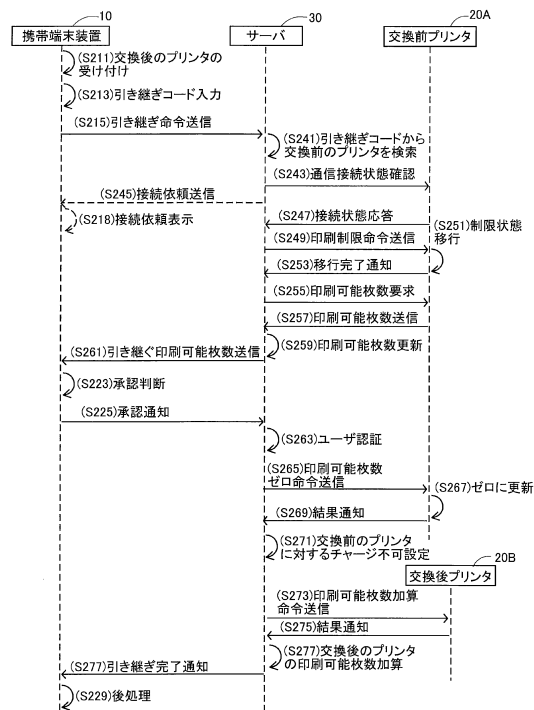 10
30
20A
携帯端末装置
サーバ
交換前プリンタ
(S211)交換後のプリンタの
受け付け
(S213)引き継ぎコード入力
(S215)引き継ぎ命令送信
(S241)引き継ぎコードから
交換前のプリンタを検索
(S243)通信接続状態確認
(S245)接続依頼送信
(S218)接続依頼表示
(S247)接続状態応答
(S249)印刷制限命令送信
(S251)制限状態
移行
(S253)移行完了通知
(S255)印刷可能枚数要求
(S257)印刷可能枚数送信
(S259)印刷可能枚数更新
(S261)引き継ぐ印刷可能枚数送信
(S223)承認判断
(S225)承認通知
(S263)ユーザ認証
(S265)印刷可能枚数
ゼロ命令送信
(S267)ゼロに更新
(S269)結果通知
(S271)交換前のプリンタ
に対するチャージ不可設定
20B
交換後プリンタ
(S273)印刷可能枚数加算
命令送信
(S275)結果通知
(S277)交換後のプリンタ
の印刷可能枚数加算
(S277)引き継ぎ完了通知
(S229)後処理